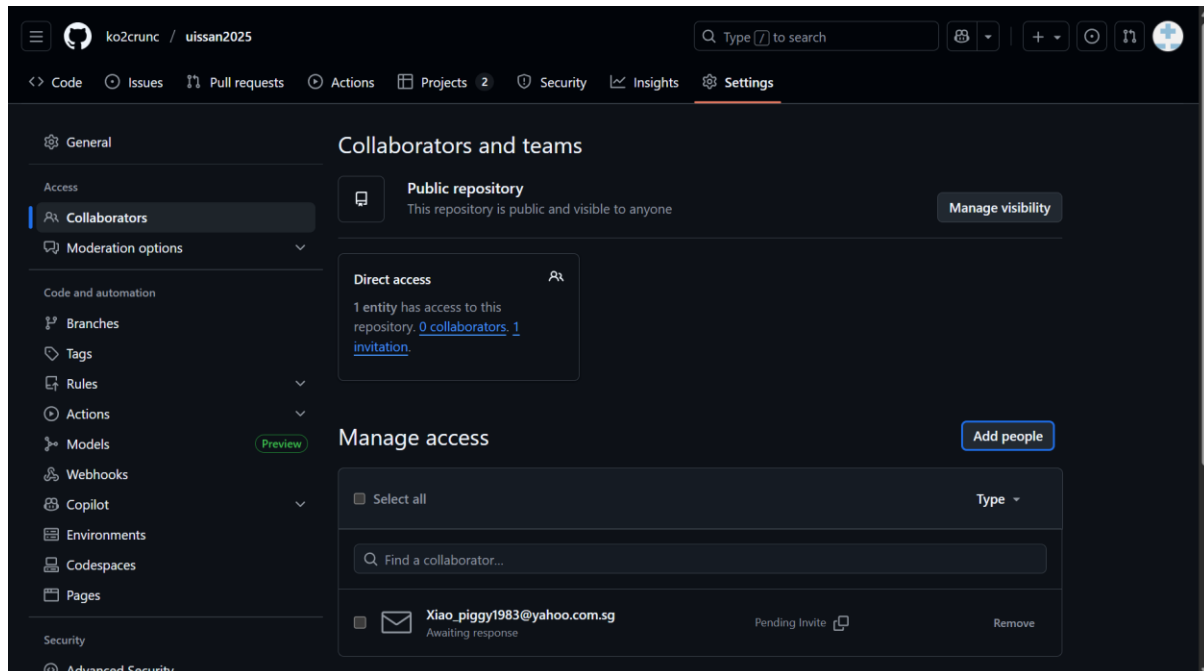 ko2crunc / uissan2025
Type / to search
Code
Issues
Pull requests
Actions
Projects 2
Security
Insights
Settings
General
Access
Collaborators
Moderation options
Code and automation
Branches
Tags
Rules
Actions
Models Preview
Webhooks
Copilot
Environments
Codespaces
Pages
Security
Advanced Security
Collaborators and teams
Public repository
This repository is public and visible to anyone
Manage visibility
Direct access
1 entity has access to this
repository. 0 collaborators. 1
invitation.
Manage access
Add people
Select all
Type
Find a collaborator...
Xiao_piggy1983@yahoo.com.sg
Awaiting response
Pending Invite
Remove